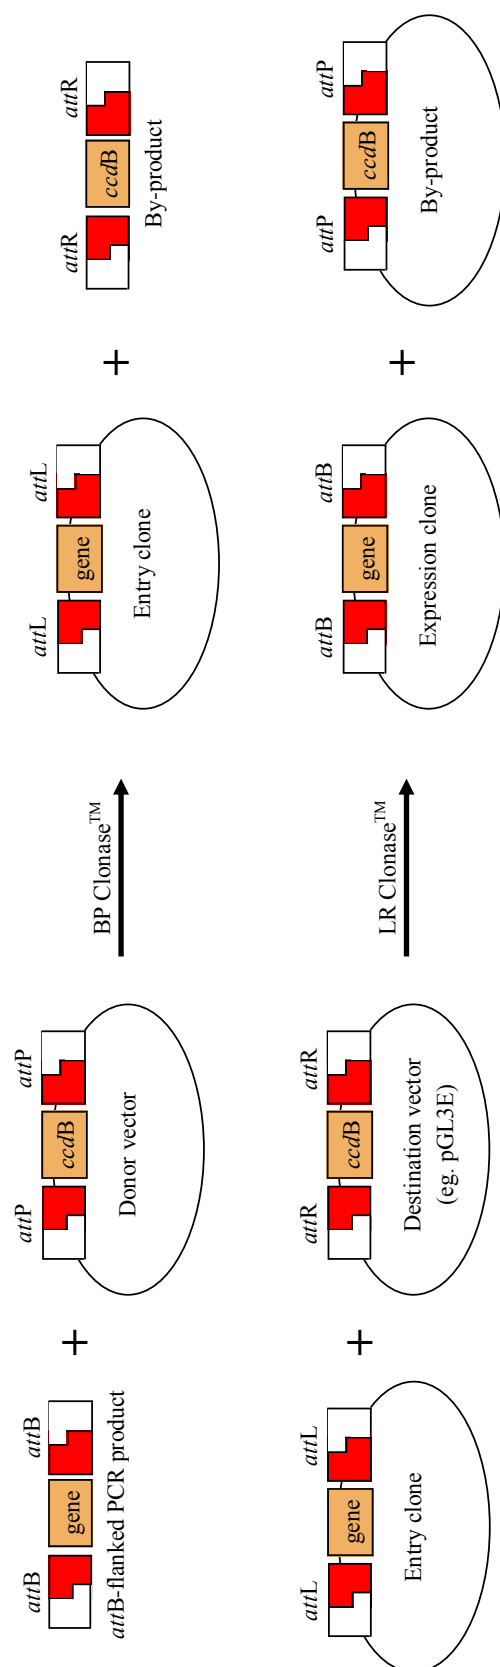 attB
attB
gene
attB-flanked PCR product
+
attP
attP
ccdB
Donor vector
BP Clonase™
attL
attL
gene
Entry clone
+
attR
attR
ccdB
By-product
attL
attL
gene
Entry clone
+
attR
attR
ccdB
Destination vector
(eg. pGL3E)
LR Clonase™
attB
attB
gene
Expression clone
+
attP
attP
ccdB
By-product